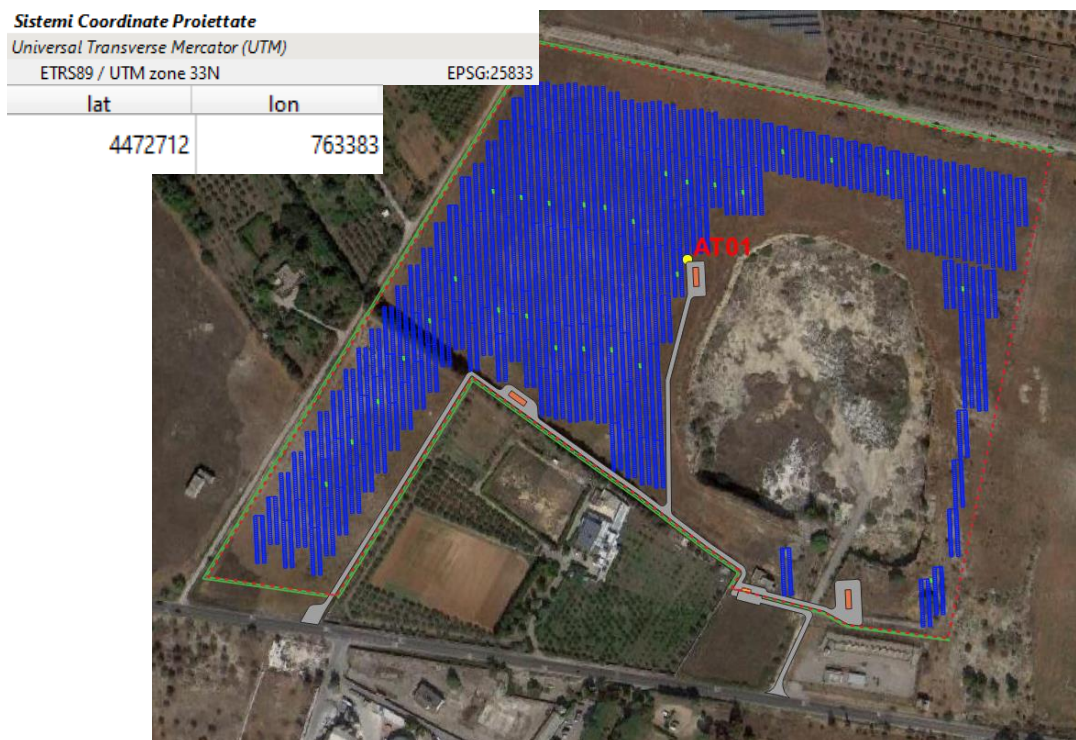 Sistemi Coordinate Proiettate
Universal Transverse Mercator (UTM)
ETRS89 / UTM zone 33N EPSG:25833
lat lon
4472712 763383
AT01